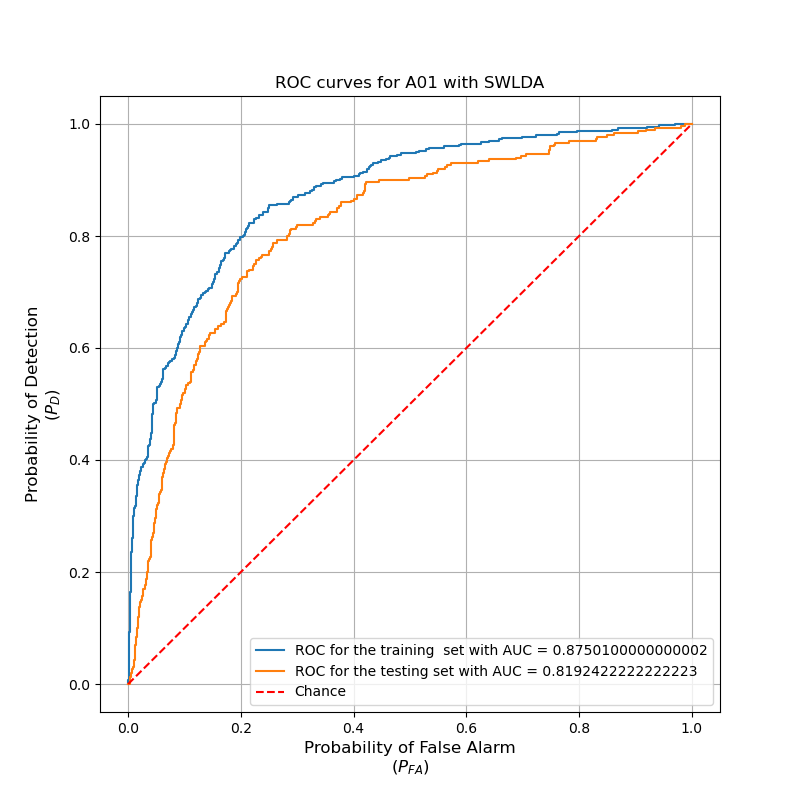 ROC curves for A01 with SWLDA
1.0
0.8
0.6
0.4
0.2
0.0
Probability of Detection
(P_D)
ROC for the training  set with AUC = 0.8750100000000002
ROC for the testing set with AUC = 0.8192422222222223
Chance
0.0 0.2 0.4 0.6 0.8 1.0
Probability of False Alarm
(P_{FA})